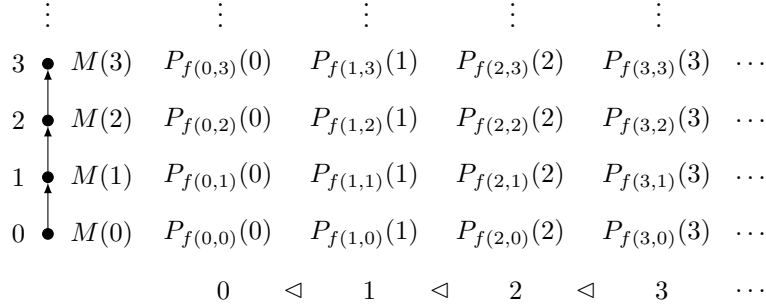 ⋮ ⋮ ⋮ ⋮ ⋮
3 M(3) P_{f(0,3)}(0) P_{f(1,3)}(1) P_{f(2,3)}(2) P_{f(3,3)}(3) ⋯
2 M(2) P_{f(0,2)}(0) P_{f(1,2)}(1) P_{f(2,2)}(2) P_{f(3,2)}(3) ⋯
1 M(1) P_{f(0,1)}(0) P_{f(1,1)}(1) P_{f(2,1)}(2) P_{f(3,1)}(3) ⋯
0 M(0) P_{f(0,0)}(0) P_{f(1,0)}(1) P_{f(2,0)}(2) P_{f(3,0)}(3) ⋯
0 ◁ 1 ◁ 2 ◁ 3 ⋯